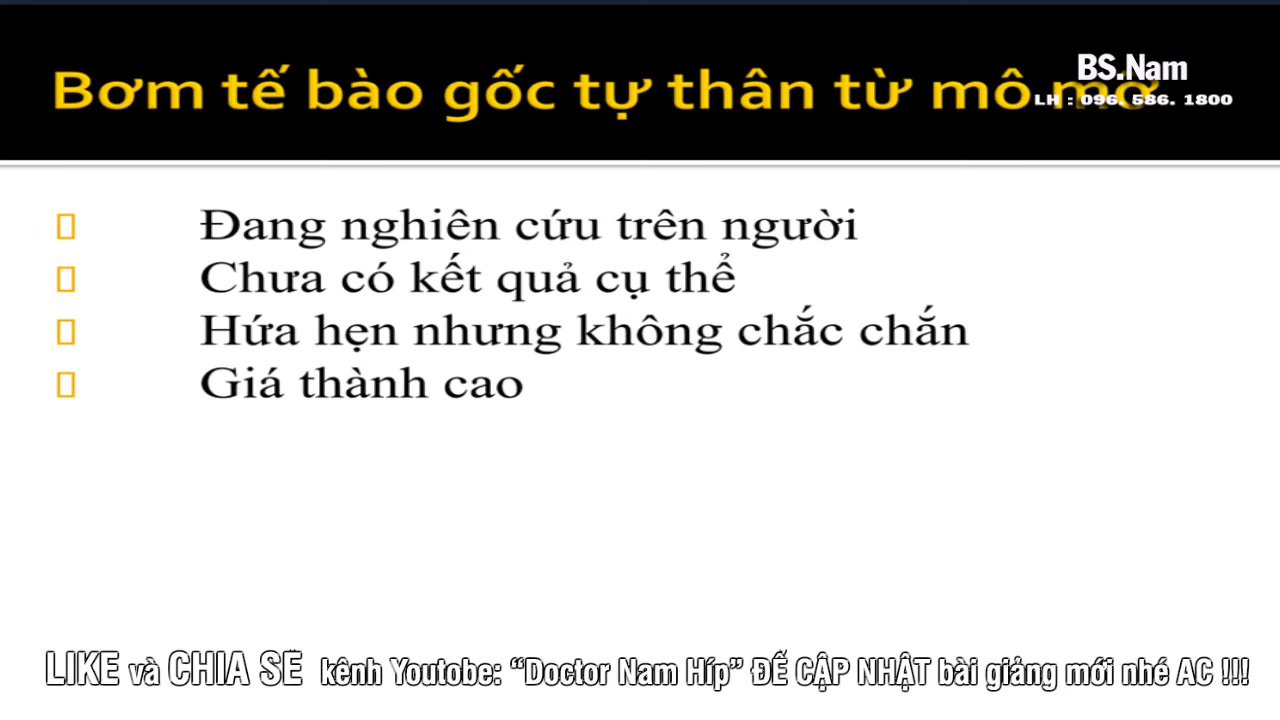 Bơm tế bào gốc tự thân từ mô mỡ
BS.Nam
LH : 096. 586. 1800
Đang nghiên cứu trên người
Chưa có kết quả cụ thể
Hứa hẹn nhưng không chắc chắn
Giá thành cao
LIKE và CHIA SẼ kênh Youtobe: “Doctor Nam Híp” ĐỂ CẬP NHẬT bài giảng mới nhé AC !!!